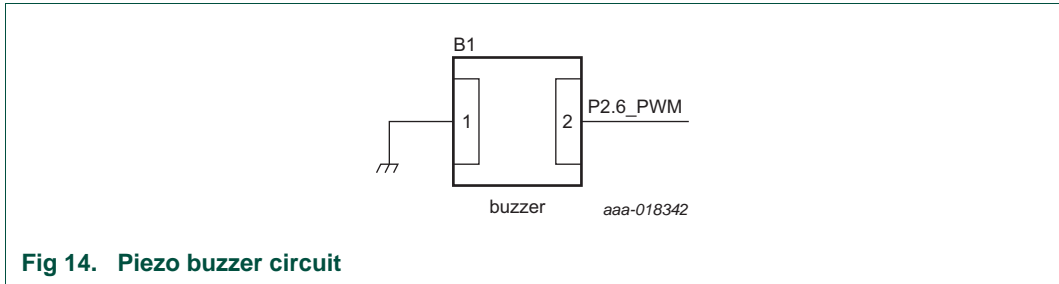 B1
1
2
P2.6_PWM
buzzer
aaa-018342
Fig 14. Piezo buzzer circuit